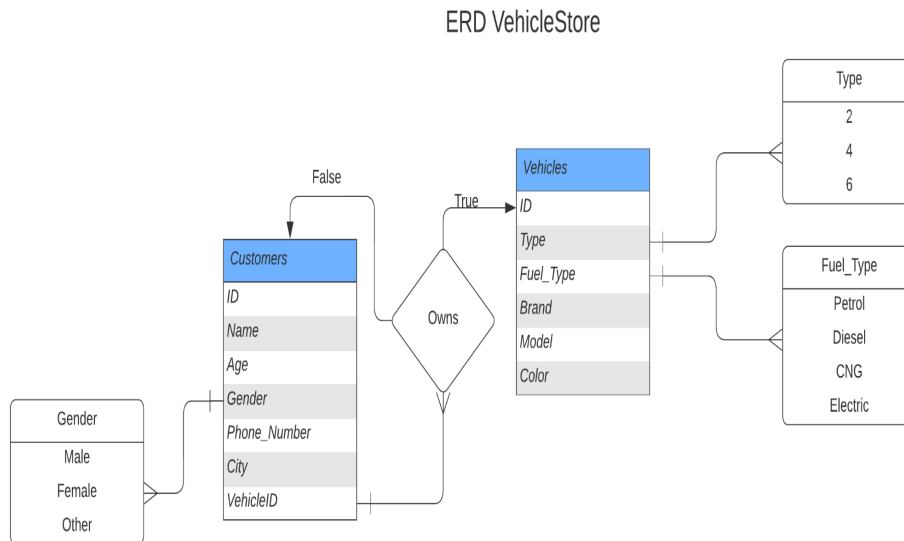 ERD VehicleStore
Type
2
4
6
False
True
Vehicles
ID
Type
Fuel_Type
Brand
Model
Color
Fuel_Type
Petrol
Diesel
CNG
Electric
Customers
ID
Name
Age
Gender
Phone_Number
City
VehicleID
Owns
Gender
Male
Female
Other